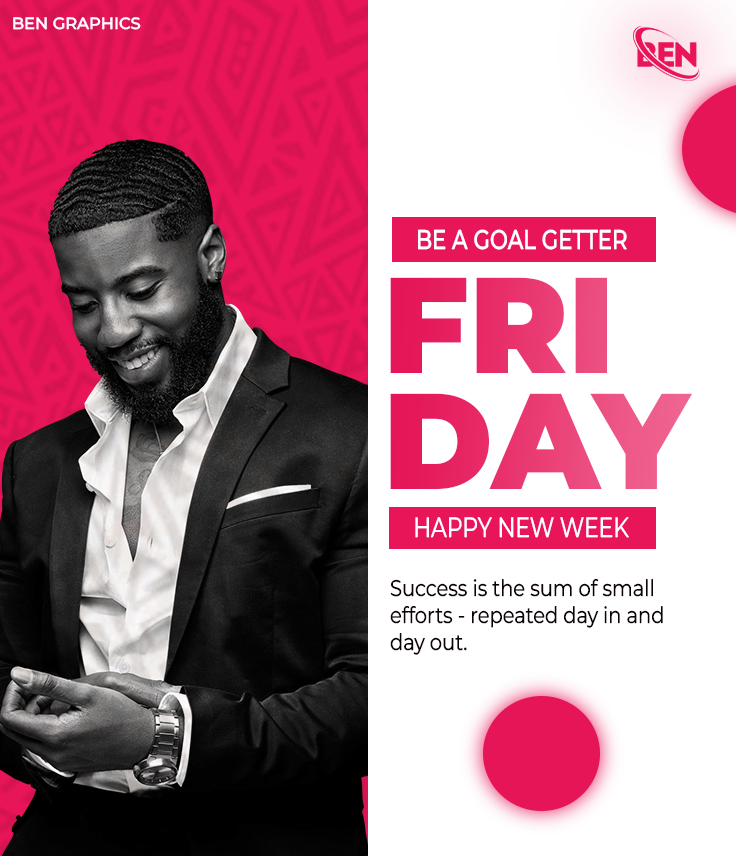 BEN GRAPHICS
BEN
BE A GOAL GETTER
FRI
DAY
HAPPY NEW WEEK
Success is the sum of small
efforts - repeated day in and
day out.